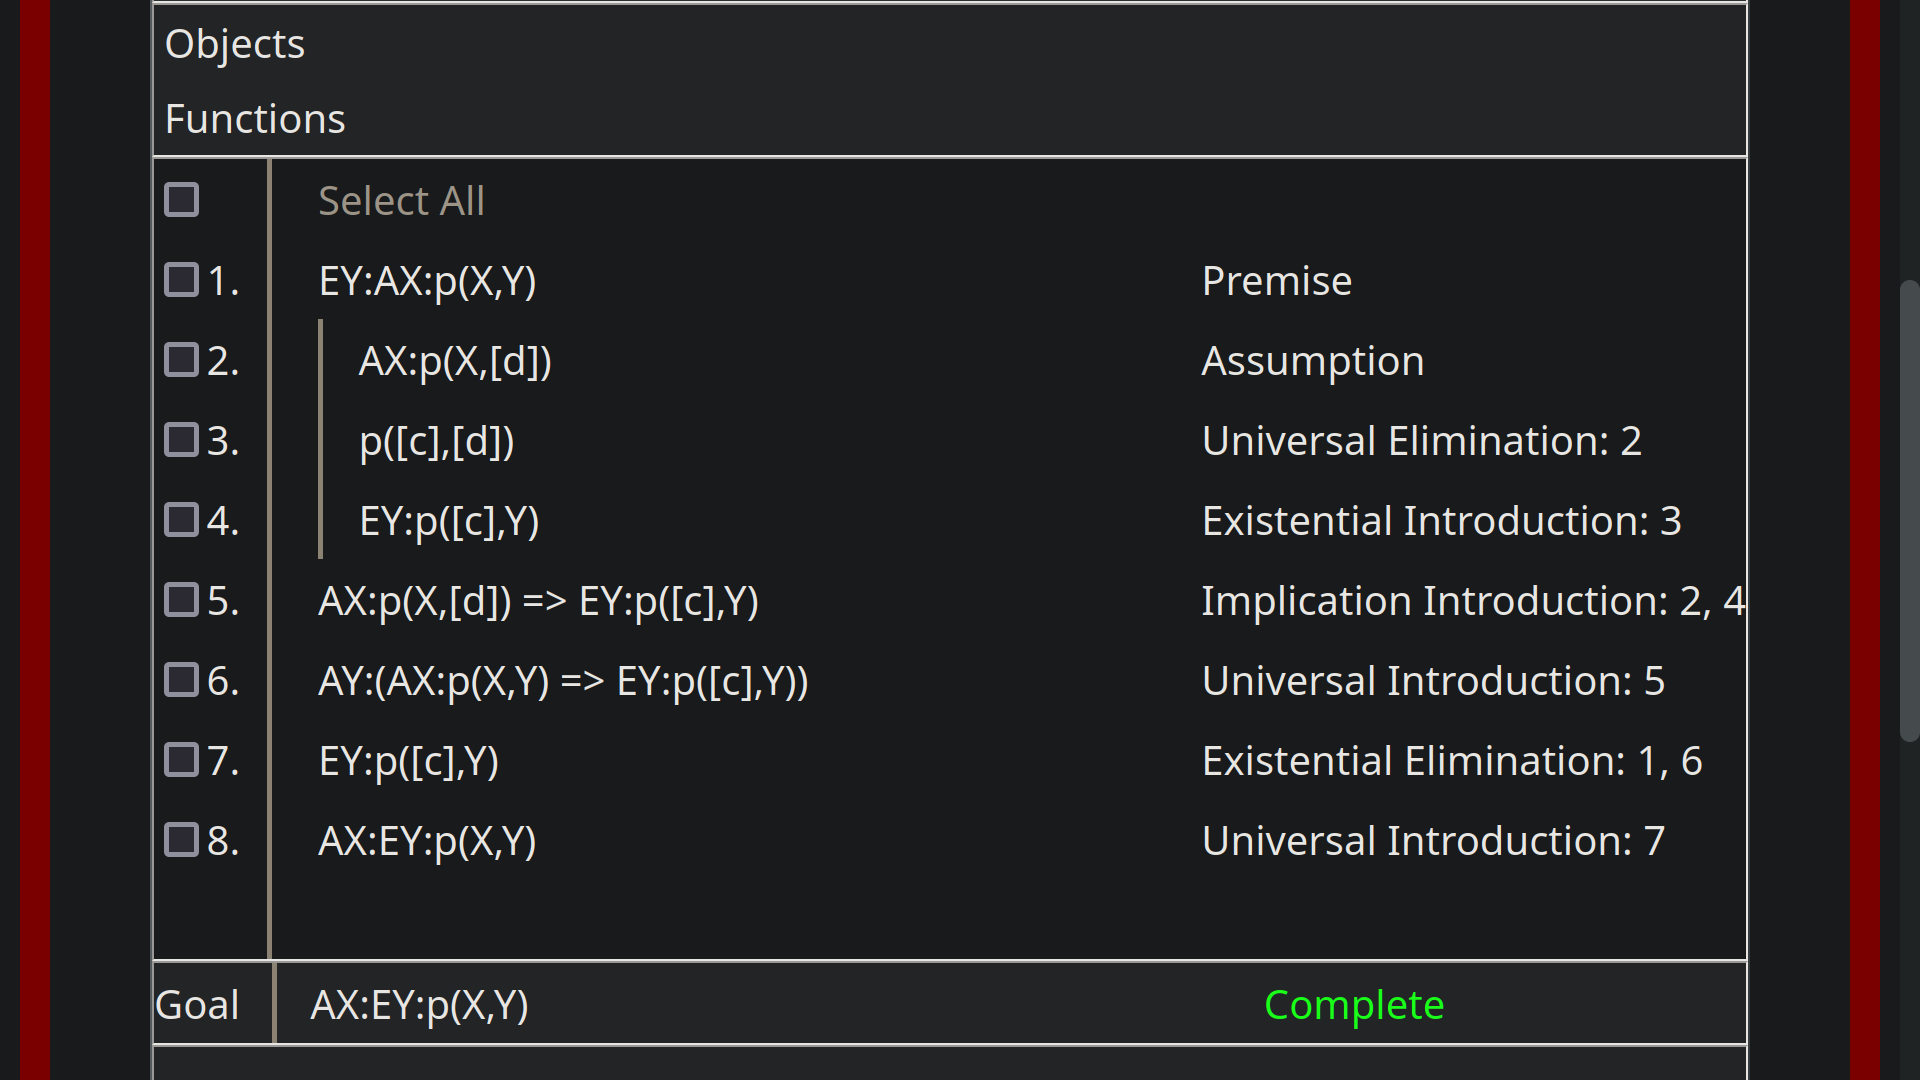 Objects
Functions
Select All
1. EY:AX:p(X,Y) Premise
2. AX:p(X,[d]) Assumption
3. p([c],[d]) Universal Elimination: 2
4. EY:p([c],Y) Existential Introduction: 3
5. AX:p(X,[d]) => EY:p([c],Y) Implication Introduction: 2, 4
6. AY:(AX:p(X,Y) => EY:p([c],Y)) Universal Introduction: 5
7. EY:p([c],Y) Existential Elimination: 1, 6
8. AX:EY:p(X,Y) Universal Introduction: 7
Goal AX:EY:p(X,Y) Complete